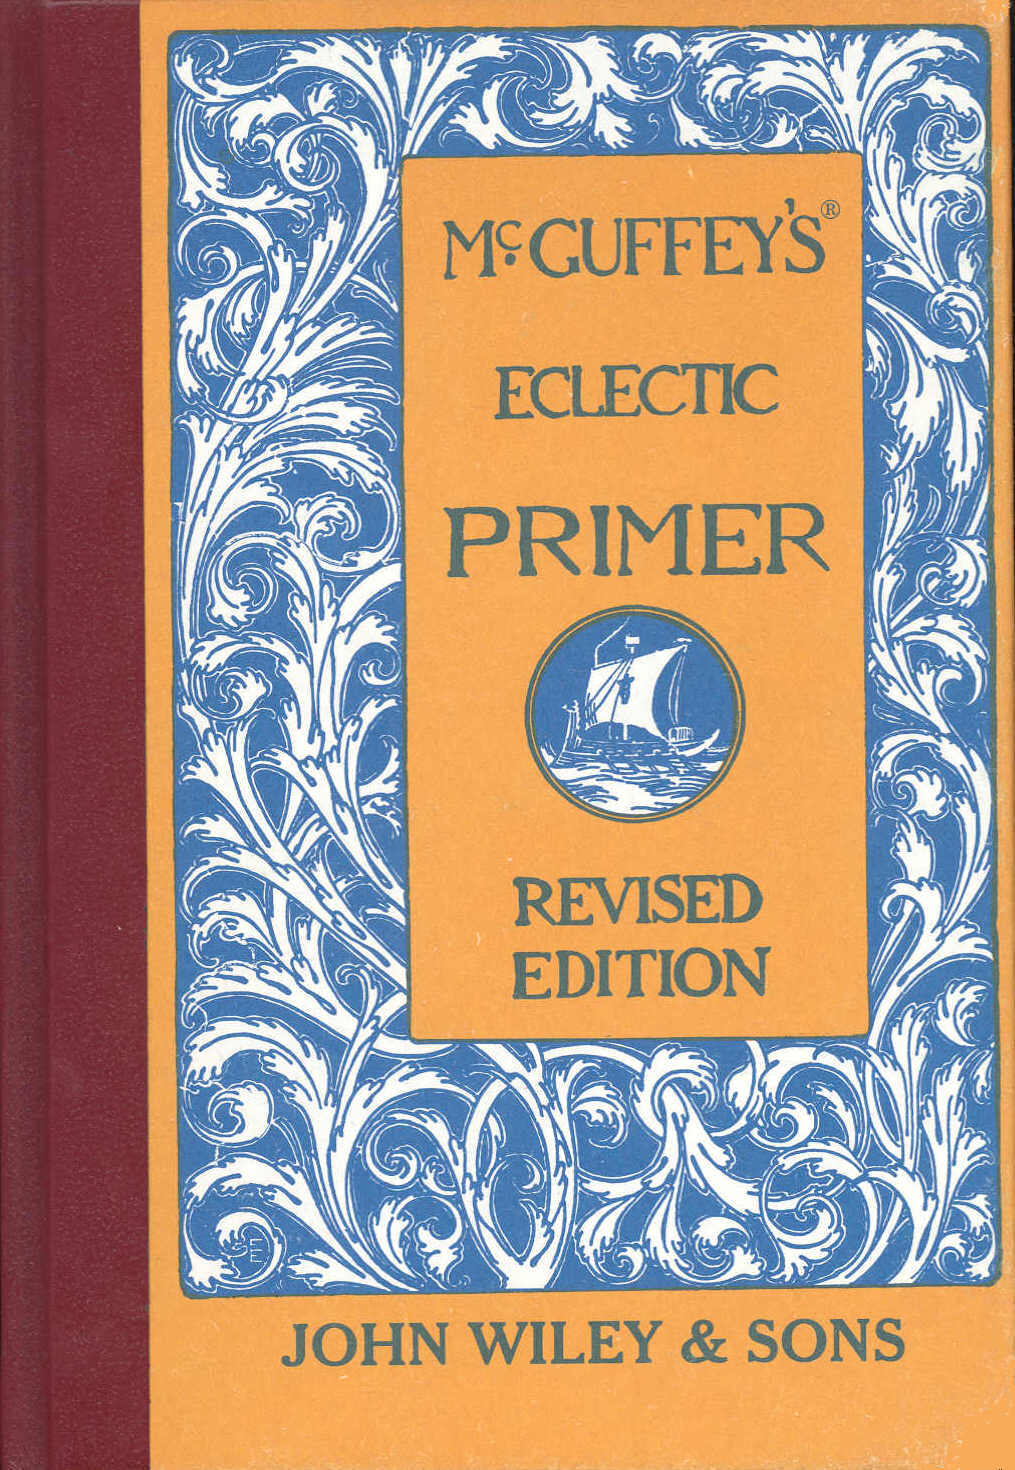 McGUFFEY'S®
ECLECTIC
PRIMER
REVISED
EDITION
JOHN WILEY & SONS